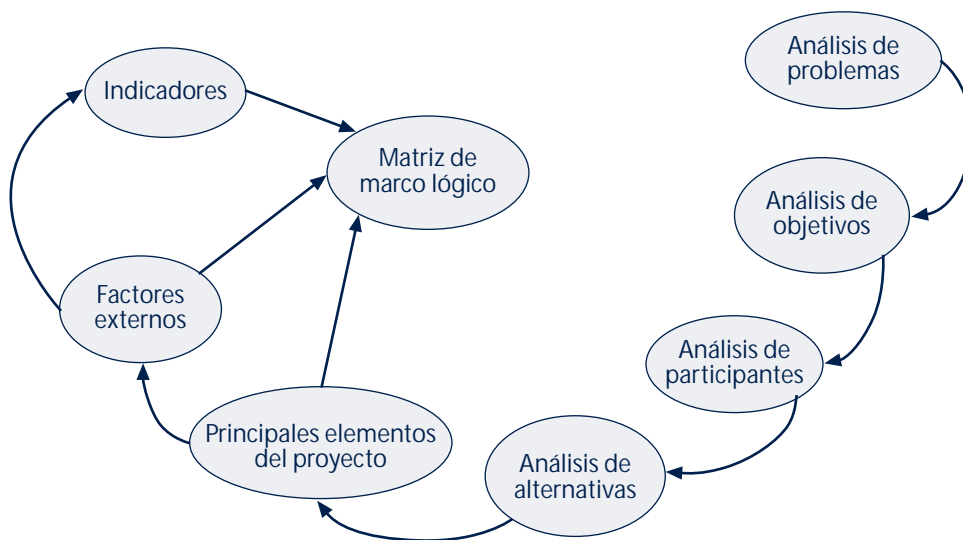 Análisis de
problemas
Indicadores
Matriz de
marco lógico
Análisis de
objetivos
Factores
externos
Análisis de
participantes
Principales elementos
del proyecto
Análisis de
alternativas